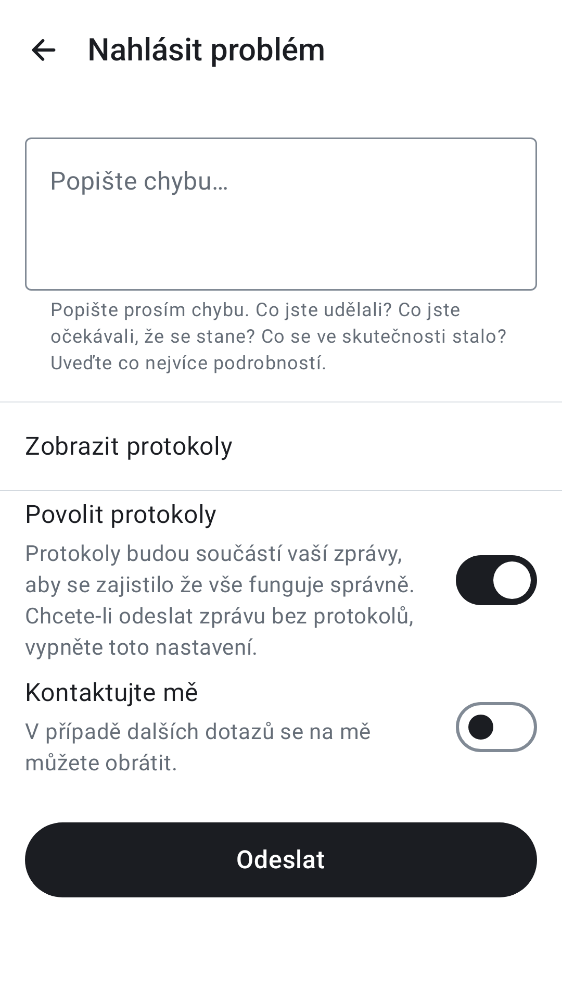 Nahlásit problém
Popište chybu…
Popište prosím chybu. Co jste udělali? Co jste
očekávali, že se stane? Co se ve skutečnosti stalo?
Uveďte co nejvíce podrobností.
Zobrazit protokoly
Povolit protokoly
Protokoly budou součástí vaší zprávy,
aby se zajistilo že vše funguje správně.
Chcete-li odeslat zprávu bez protokolů,
vypněte toto nastavení.
Kontaktujte mě
V případě dalších dotazů se na mě
můžete obrátit.
Odeslat